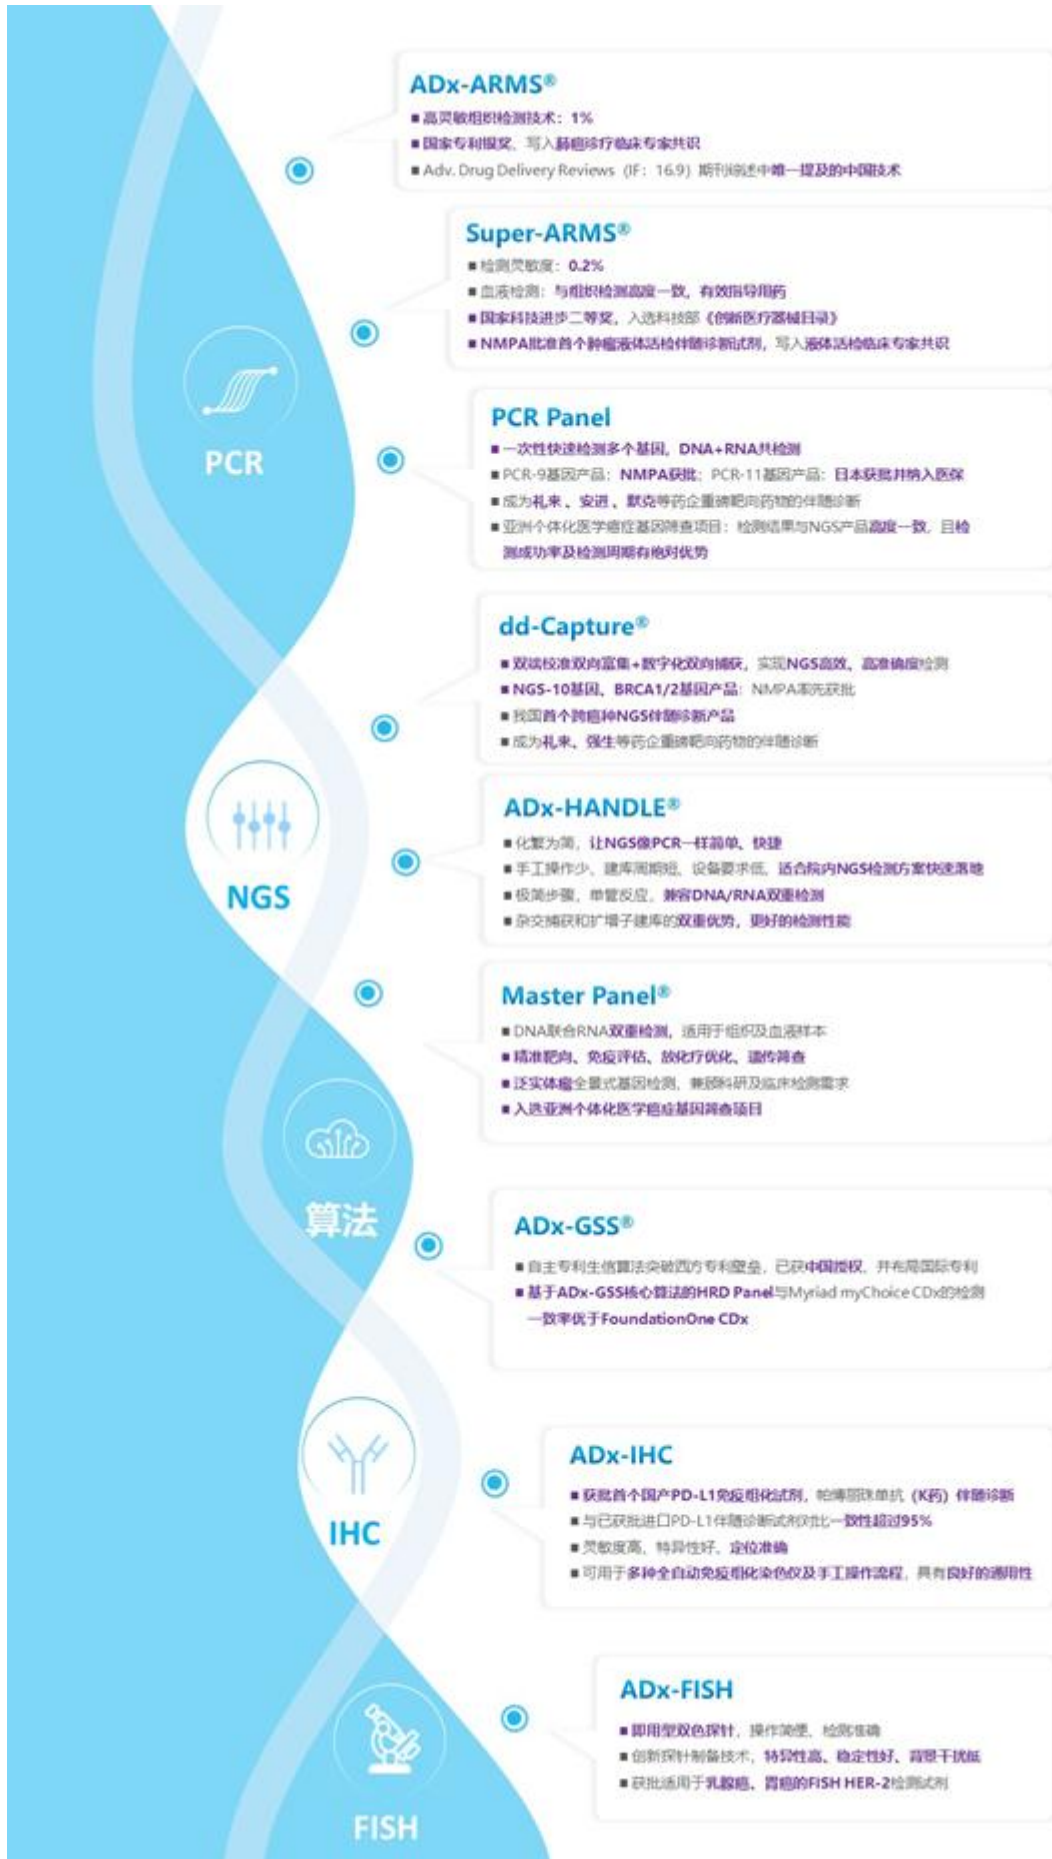 ADx-ARMS®
■ 高灵敏组织检测技术：1%
■ 国家专利银奖，写入肠癌诊疗临床专家共识
■ Adv. Drug Delivery Reviews（IF：16.9）期刊综述中唯一提及的中国技术
Super-ARMS®
■ 检测灵敏度：0.2%
■ 血液检测：与组织检测高度一致，有效指导用药
■ 国家科技进步二等奖，入选科技部《创新医疗器械目录》
■ NMPA批准首个肿瘤液体活检伴随诊断试剂，写入液体活检临床专家共识
PCR
PCR Panel
■ 一次性快速检测多个基因，DNA+RNA共检测
■ PCR-9基因产品：NMPA获批；PCR-11基因产品：日本获批并纳入医保
■ 成为礼来、安进、默克等药企重磅靶向药物的伴随诊断
■ 亚洲个体化医学癌症基因筛查项目：检测结果与NGS产品高度一致，且检
测成功率及检测周期有绝对优势
dd-Capture®
■ 双端校准双向富集+数字化双向捕获，实现NGS高效、高准确度检测
■ NGS-10基因、BRCA1/2基因产品：NMPA率先获批
■ 我国首个跨癌种NGS伴随诊断产品
■ 成为礼来、强生等药企重磅靶向药物的伴随诊断
NGS
ADx-HANDLE®
■ 化繁为简，让NGS像PCR一样简单、快捷
■ 手工操作少、建库周期短、设备要求低，适合院内NGS检测方案快速落地
■ 极简步骤，单管反应，兼容DNA/RNA双重检测
■ 杂交捕获和扩增子建库的双重优势，更好的检测性能
Master Panel®
■ DNA联合RNA双重检测，适用于组织及血液样本
■ 精准靶向、免疫评估、放化疗优化、遗传筛查
■ 泛实体瘤全景式基因检测，兼顾科研及临床检测需求
■ 入选亚洲个体化医学癌症基因筛查项目
算法
ADx-GSS®
■ 自主专利生信算法突破西方专利壁垒，已获中国授权，并布局国际专利
■ 基于ADx-GSS核心算法的HRD Panel与Myriad myChoice CDx的检测
一致率优于FoundationOne CDx
IHC
ADx-IHC
■ 获批首个国产PD-L1免疫组化试剂，帕博丽珠单抗（K药）伴随诊断
■ 与已获批进口PD-L1伴随诊断试剂对比一致性超过95%
■ 灵敏度高、特异性好、定位准确
■ 可用于多种全自动免疫组化染色仪及手工操作流程，具有良好的通用性
FISH
ADx-FISH
■ 即用型双色探针，操作简便、检测准确
■ 创新探针制备技术，特异性高、稳定性好、背景干扰低
■ 获批适用于乳腺癌、胃癌的FISH HER-2检测试剂